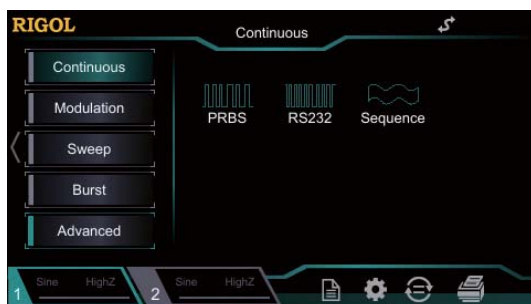 RIGOL
Continuous
Continuous
Modulation
Sweep
Burst
Advanced
PRBS RS232 Sequence
1 Sine HighZ 2 Sine HighZ